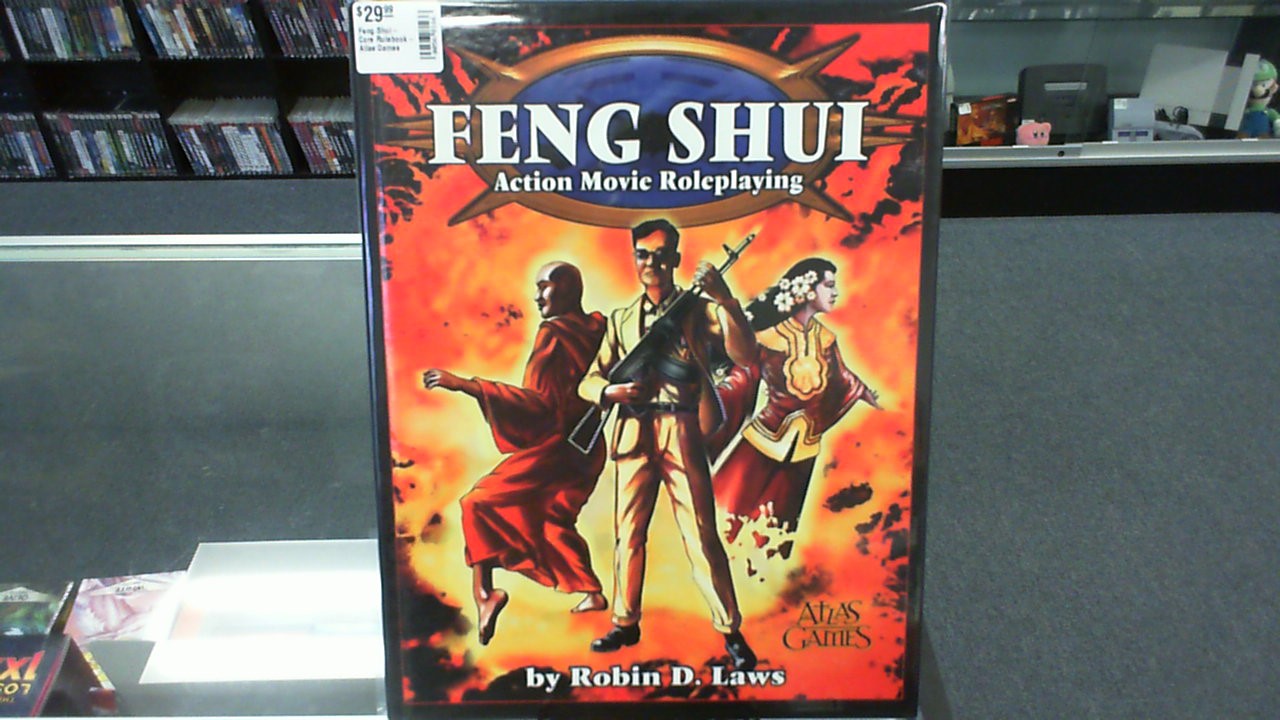 $29.99
Feng Shui -
Core Rulebook -
Atlas Games
FENG SHUI
Action Movie Roleplaying
ATLAS
GAMES
by Robin D. Laws